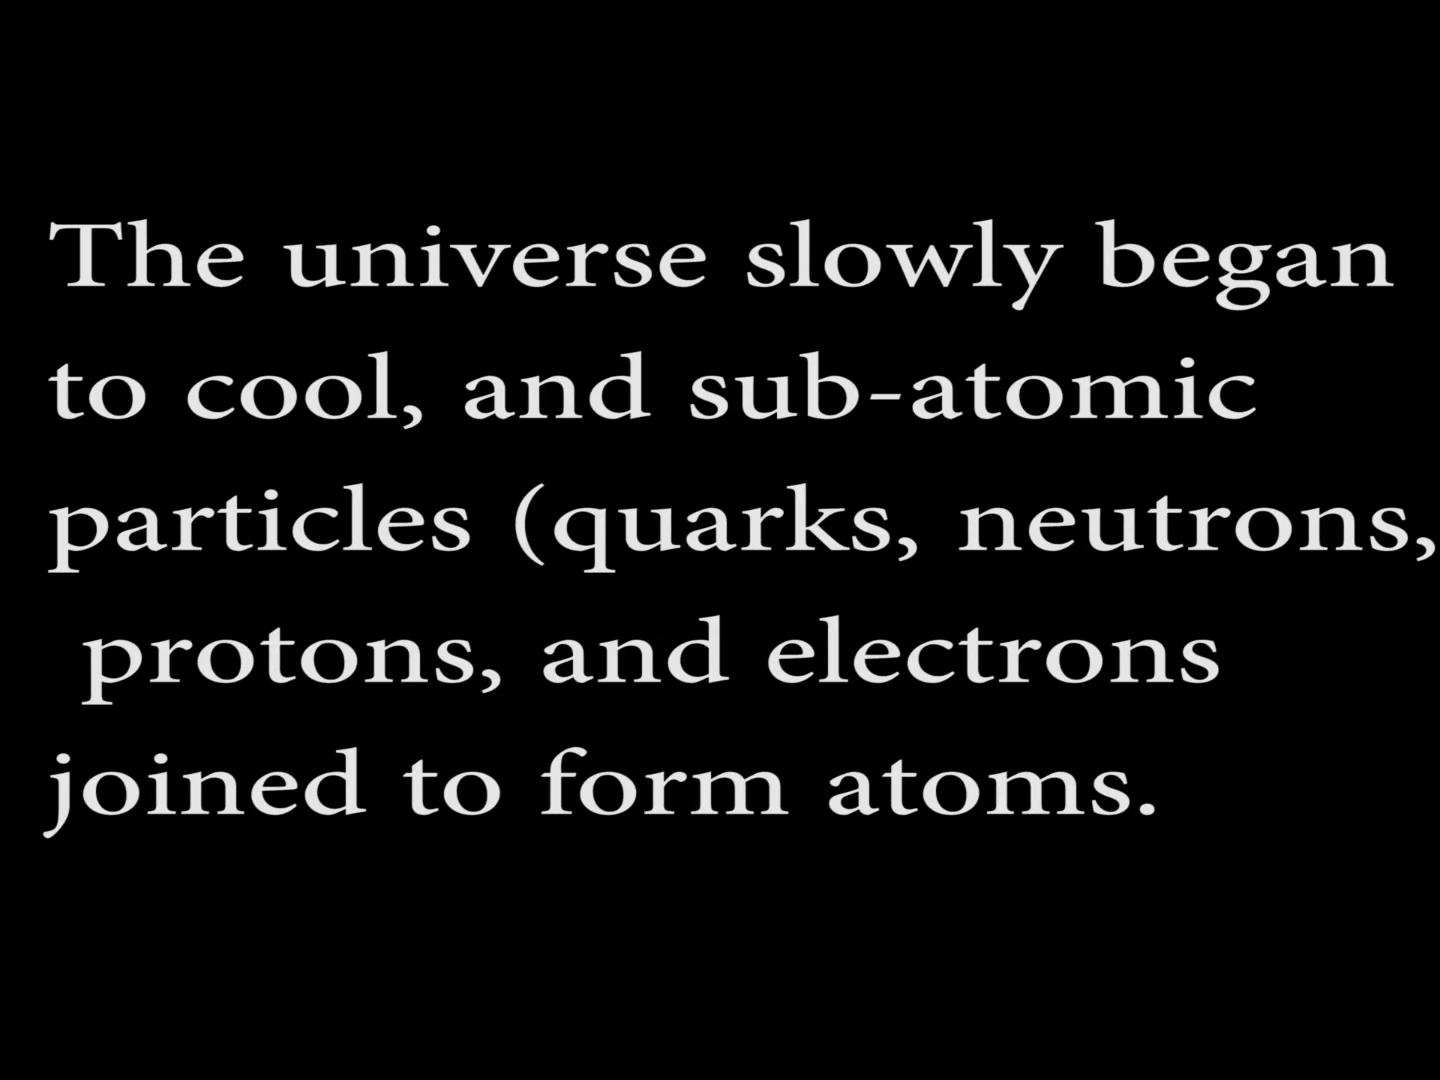 The universe slowly began
to cool, and sub-atomic
particles (quarks, neutrons,
protons, and electrons
joined to form atoms.